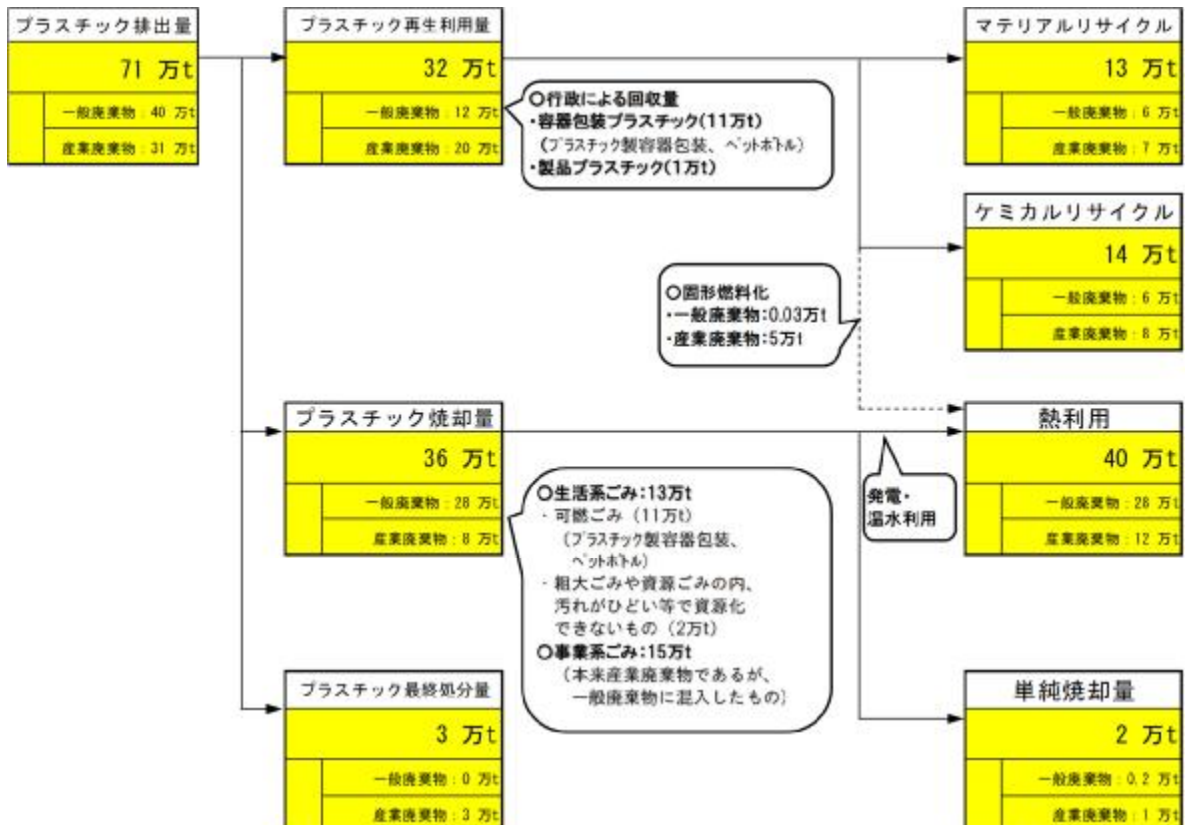 プラスチック排出量
71 万t
一般廃棄物:40 万t
産業廃棄物:31 万t
プラスチック再生利用量
32 万t
一般廃棄物:12 万t
産業廃棄物:20 万t
○行政による回収量
・容器包装プラスチック(11万t)
(プラスチック製容器包装、ペットボトル)
・製品プラスチック(1万t)
マテリアルリサイクル
13 万t
一般廃棄物:6 万t
産業廃棄物:7 万t
ケミカルリサイクル
14 万t
一般廃棄物:6 万t
産業廃棄物:8 万t
○固形燃料化
・一般廃棄物:0.03万t
・産業廃棄物:5万t
プラスチック焼却量
36 万t
一般廃棄物:28 万t
産業廃棄物:8 万t
○生活系ごみ:13万t
・可燃ごみ(11万t)
(プラスチック製容器包装、
ペットボトル)
・粗大ごみや資源ごみの内、
汚れがひどい等で資源化
できないもの(2万t)
○事業系ごみ:15万t
(本来産業廃棄物であるが、
一般廃棄物に混入したもの)
発電・
温水利用
熱利用
40 万t
一般廃棄物:28 万t
産業廃棄物:12 万t
プラスチック最終処分量
3 万t
一般廃棄物:0 万t
産業廃棄物:3 万t
単純焼却量
2 万t
一般廃棄物:0.2 万t
産業廃棄物:1 万t